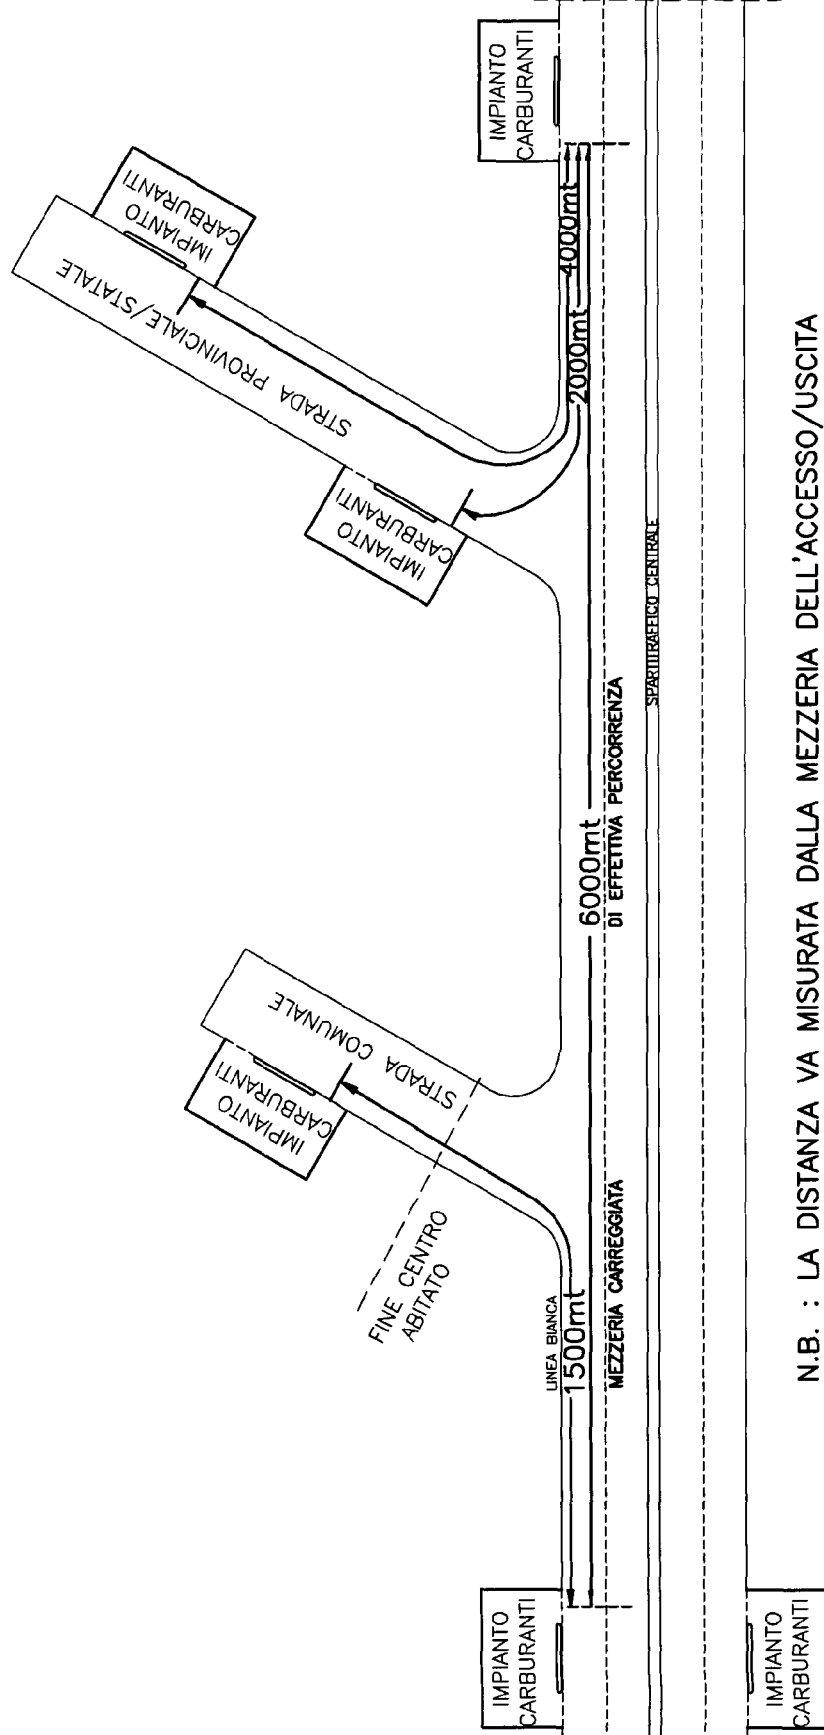 IMPIANTO
CARBURANTI
IMPIANTO
CARBURANTI
STRADA PROVINCIALE/STATALE
IMPIANTO
CARBURANTI
4000mt
2000mt
SPARTITRAFFICO CENTRALE
6000mt
DI EFFETTIVA PERCORRENZA
STRADA COMUNALE
IMPIANTO
CARBURANTI
FINE CENTRO
ABITATO
LINEA BIANCA
1500mt
MEZZERIA CARREGGIATA
IMPIANTO
CARBURANTI
IMPIANTO
CARBURANTI
N.B. : LA DISTANZA VA MISURATA DALLA MEZZERIA DELL'ACCESSO/USCITA